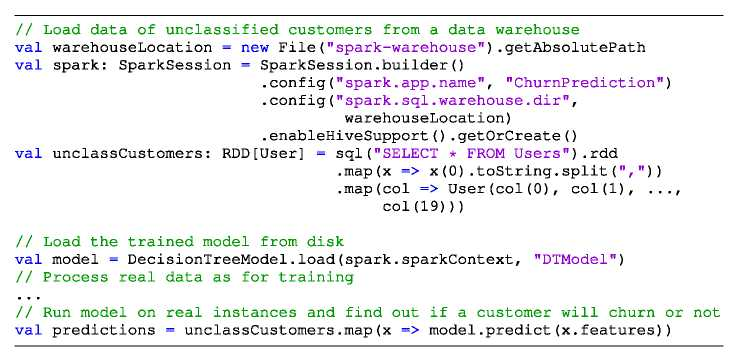 // Load data of unclassified customers from a data warehouse
val warehouseLocation = new File("spark-warehouse").getAbsolutePath
val spark: SparkSession = SparkSession.builder()
.config("spark.app.name", "ChurnPrediction")
.config("spark.sql.warehouse.dir",
warehouseLocation)
.enableHiveSupport().getOrCreate()
val unclassCustomers: RDD[User] = sql("SELECT * FROM Users").rdd
.map(x => x(0).toString.split(","))
.map(col => User(col(0), col(1), ...,
col(19)))
// Load the trained model from disk
val model = DecisionTreeModel.load(spark.sparkContext, "DTModel")
// Process real data as for training
...
// Run model on real instances and find out if a customer will churn or not
val predictions = unclassCustomers.map(x => model.predict(x.features))